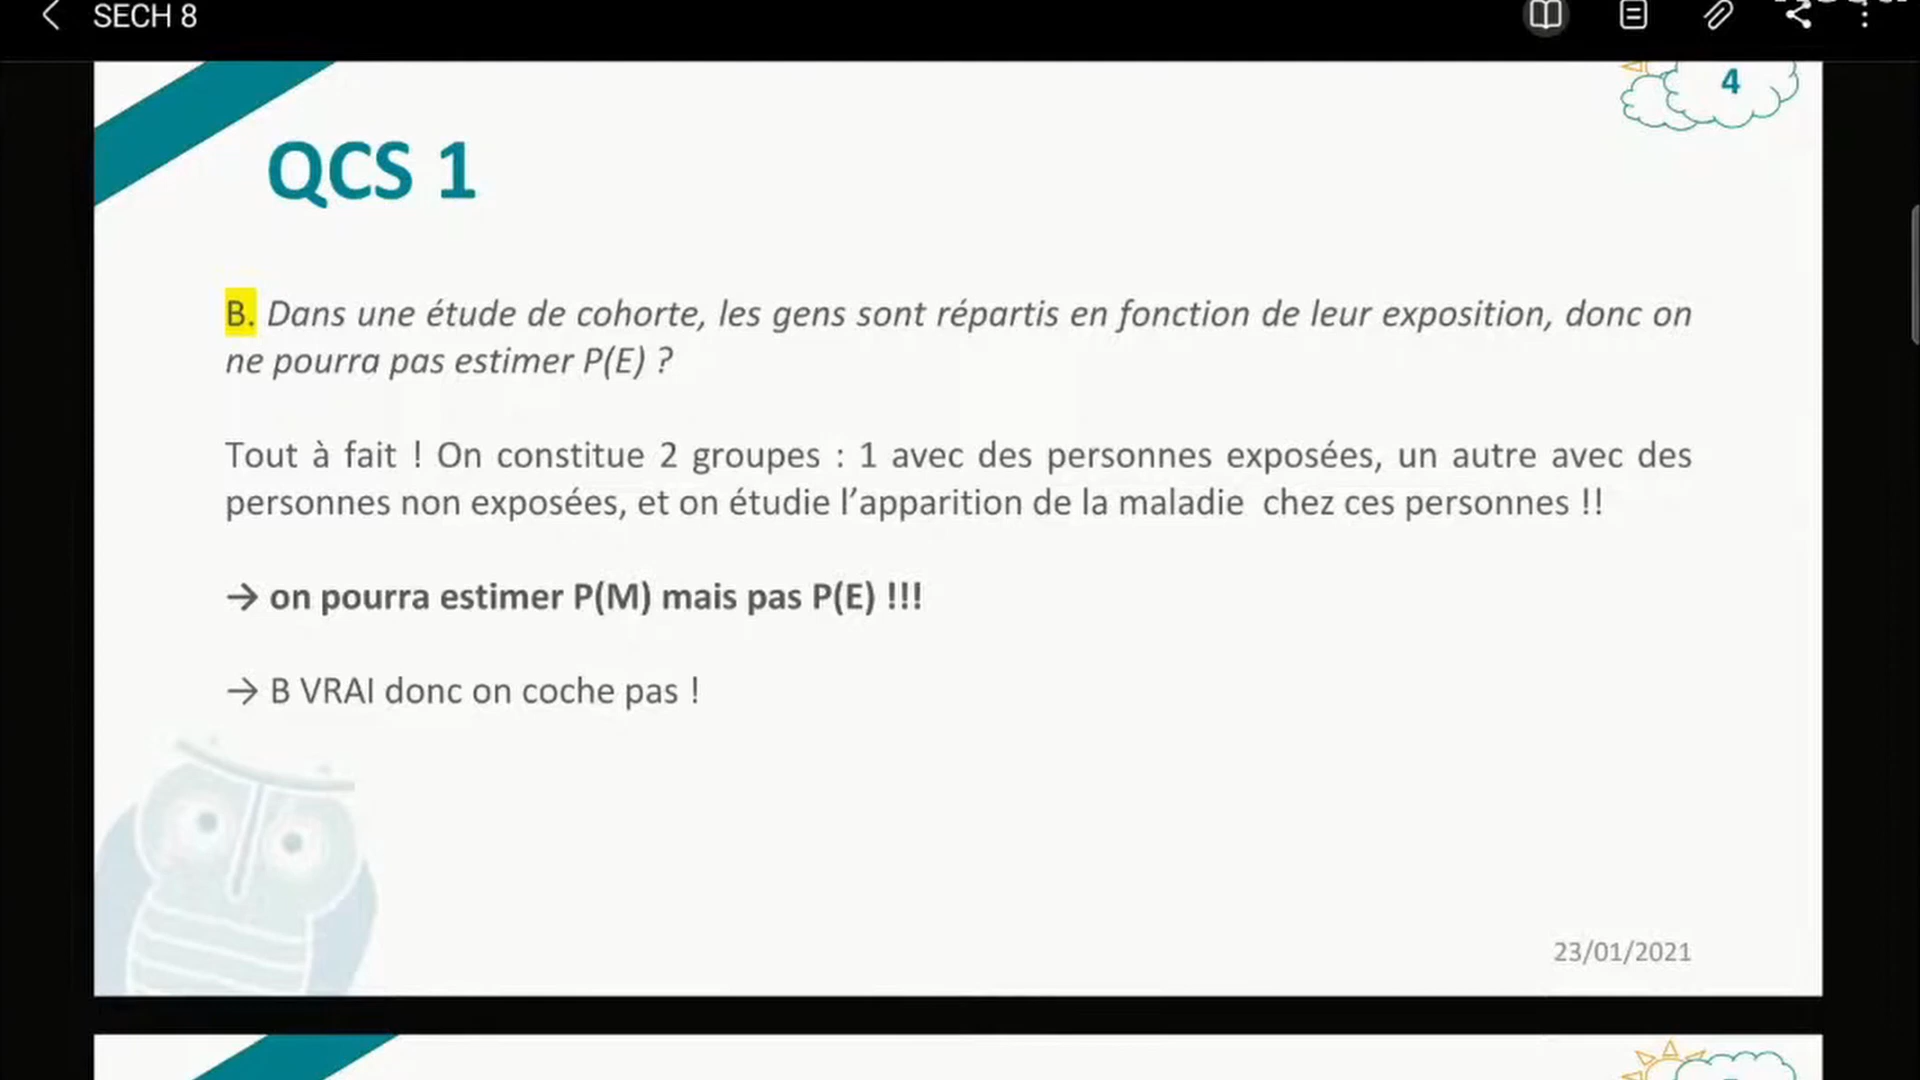 SECH 8
4
QCS 1
B. Dans une étude de cohorte, les gens sont répartis en fonction de leur exposition, donc on
ne pourra pas estimer P(E) ?
Tout à fait ! On constitue 2 groupes : 1 avec des personnes exposées, un autre avec des
personnes non exposées, et on étudie l’apparition de la maladie chez ces personnes !!
→ on pourra estimer P(M) mais pas P(E) !!!
→ B VRAI donc on coche pas !
23/01/2021